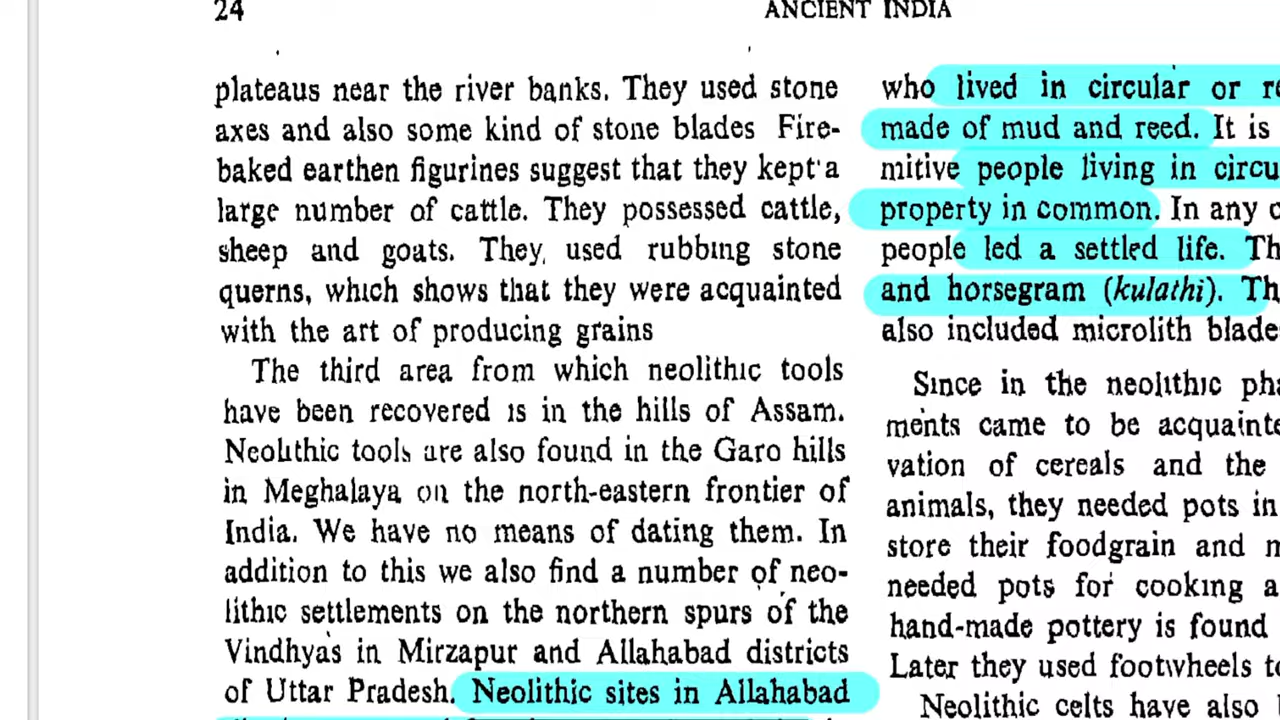 24
ANCIENT INDIA
plateaus near the river banks. They used stone
axes and also some kind of stone blades Fire-
baked earthen figurines suggest that they kept a
large number of cattle. They possessed cattle,
sheep and goats. They, used rubbing stone
querns, which shows that they were acquainted
with the art of producing grains
The third area from which neolithic tools
have been recovered is in the hills of Assam.
Neolithic tools are also found in the Garo hills
in Meghalaya on the north-eastern frontier of
India. We have no means of dating them. In
addition to this we also find a number of neo-
lithic settlements on the northern spurs of the
Vindhyas in Mirzapur and Allahabad districts
of Uttar Pradesh. Neolithic sites in Allahabad
who lived in circular or re
made of mud and reed. It is
mitive people living in circu
property in common. In any c
people led a settled life. Th
and horsegram (kulathi). Th
also included microlith blade
Since in the neolithic pha
ments came to be acquainte
vation of cereals and the
animals, they needed pots in
store their foodgrain and m
needed pots for cooking a
hand-made pottery is found
Later they used footwheels to
Neolithic celts have also